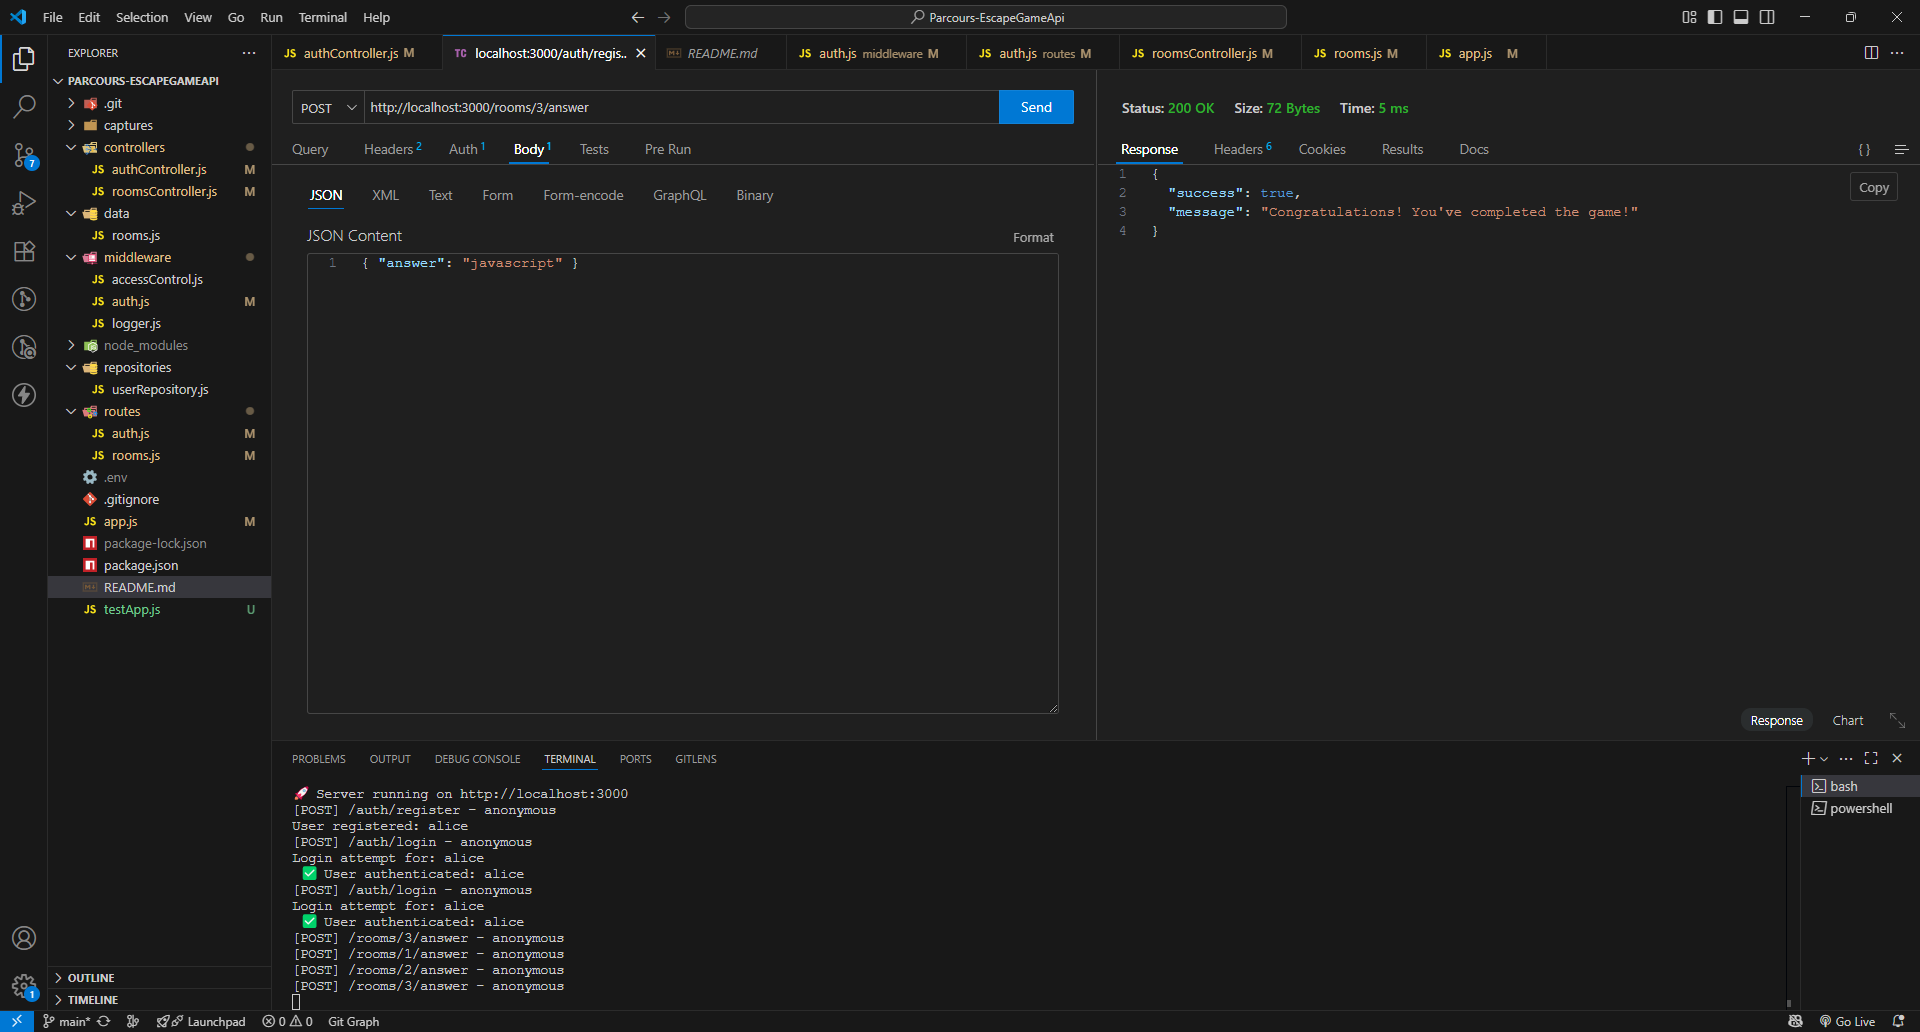 File Edit Selection View Go Run Terminal Help
Parcours-EscapeGameApi
EXPLORER
PARCOURS-ESCAPEGAMEAPI
.git
captures
controllers
JS authController.js M
JS roomsController.js M
data
JS rooms.js
middleware
JS accessControl.js
JS auth.js M
JS logger.js
node_modules
repositories
JS userRepository.js
routes
JS auth.js M
JS rooms.js M
.env
.gitignore
JS app.js M
package-lock.json
package.json
README.md
JS testApp.js U
OUTLINE
TIMELINE
7
1
JS authController.js M
TC localhost:3000/auth/regis..
README.md
JS auth.js middleware M
JS auth.js routes M
JS roomsController.js M
JS rooms.js M
JS app.js M
POST http://localhost:3000/rooms/3/answer Send
Query Headers 2 Auth 1 Body 1 Tests Pre Run
JSON XML Text Form Form-encode GraphQL Binary
JSON Content
Format
1 { "answer": "javascript" }
Status: 200 OK Size: 72 Bytes Time: 5 ms
Response Headers 6 Cookies Results Docs { }
1 {
2 "success": true,
3 "message": "Congratulations! You've completed the game!"
4 }
Copy
Response Chart
PROBLEMS OUTPUT DEBUG CONSOLE TERMINAL PORTS GITLENS
🚀 Server running on http://localhost:3000
[POST] /auth/register - anonymous
User registered: alice
[POST] /auth/login - anonymous
Login attempt for: alice
✅ User authenticated: alice
[POST] /auth/login - anonymous
Login attempt for: alice
✅ User authenticated: alice
[POST] /rooms/3/answer - anonymous
[POST] /rooms/1/answer - anonymous
[POST] /rooms/2/answer - anonymous
[POST] /rooms/3/answer - anonymous
bash
powershell
main* Launchpad 0 0 Git Graph
Go Live